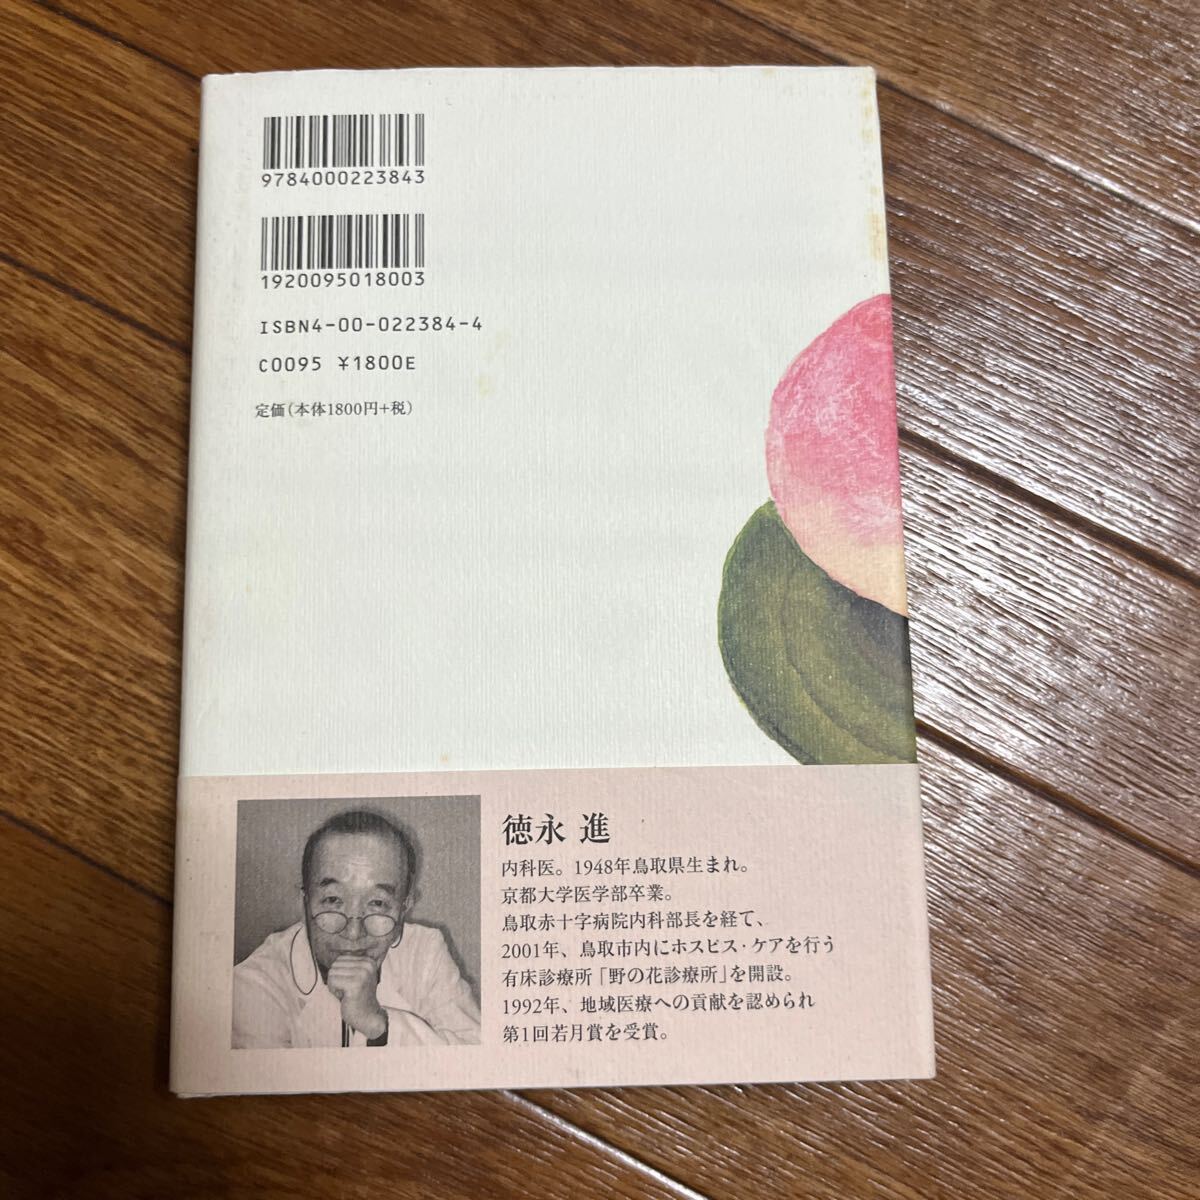 9784000223843
1920095018003
ISBN4-00-022384-4
C0095 ¥1800E
定価(本体1800円+税)
徳永 進
内科医。1948年鳥取県生まれ。
京都大学医学部卒業。
鳥取赤十字病院内科部長を経て、
2001年、鳥取市内にホスピス・ケアを行う
有床診療所「野の花診療所」を開設。
1992年、地域医療への貢献を認められ
第1回若月賞を受賞。